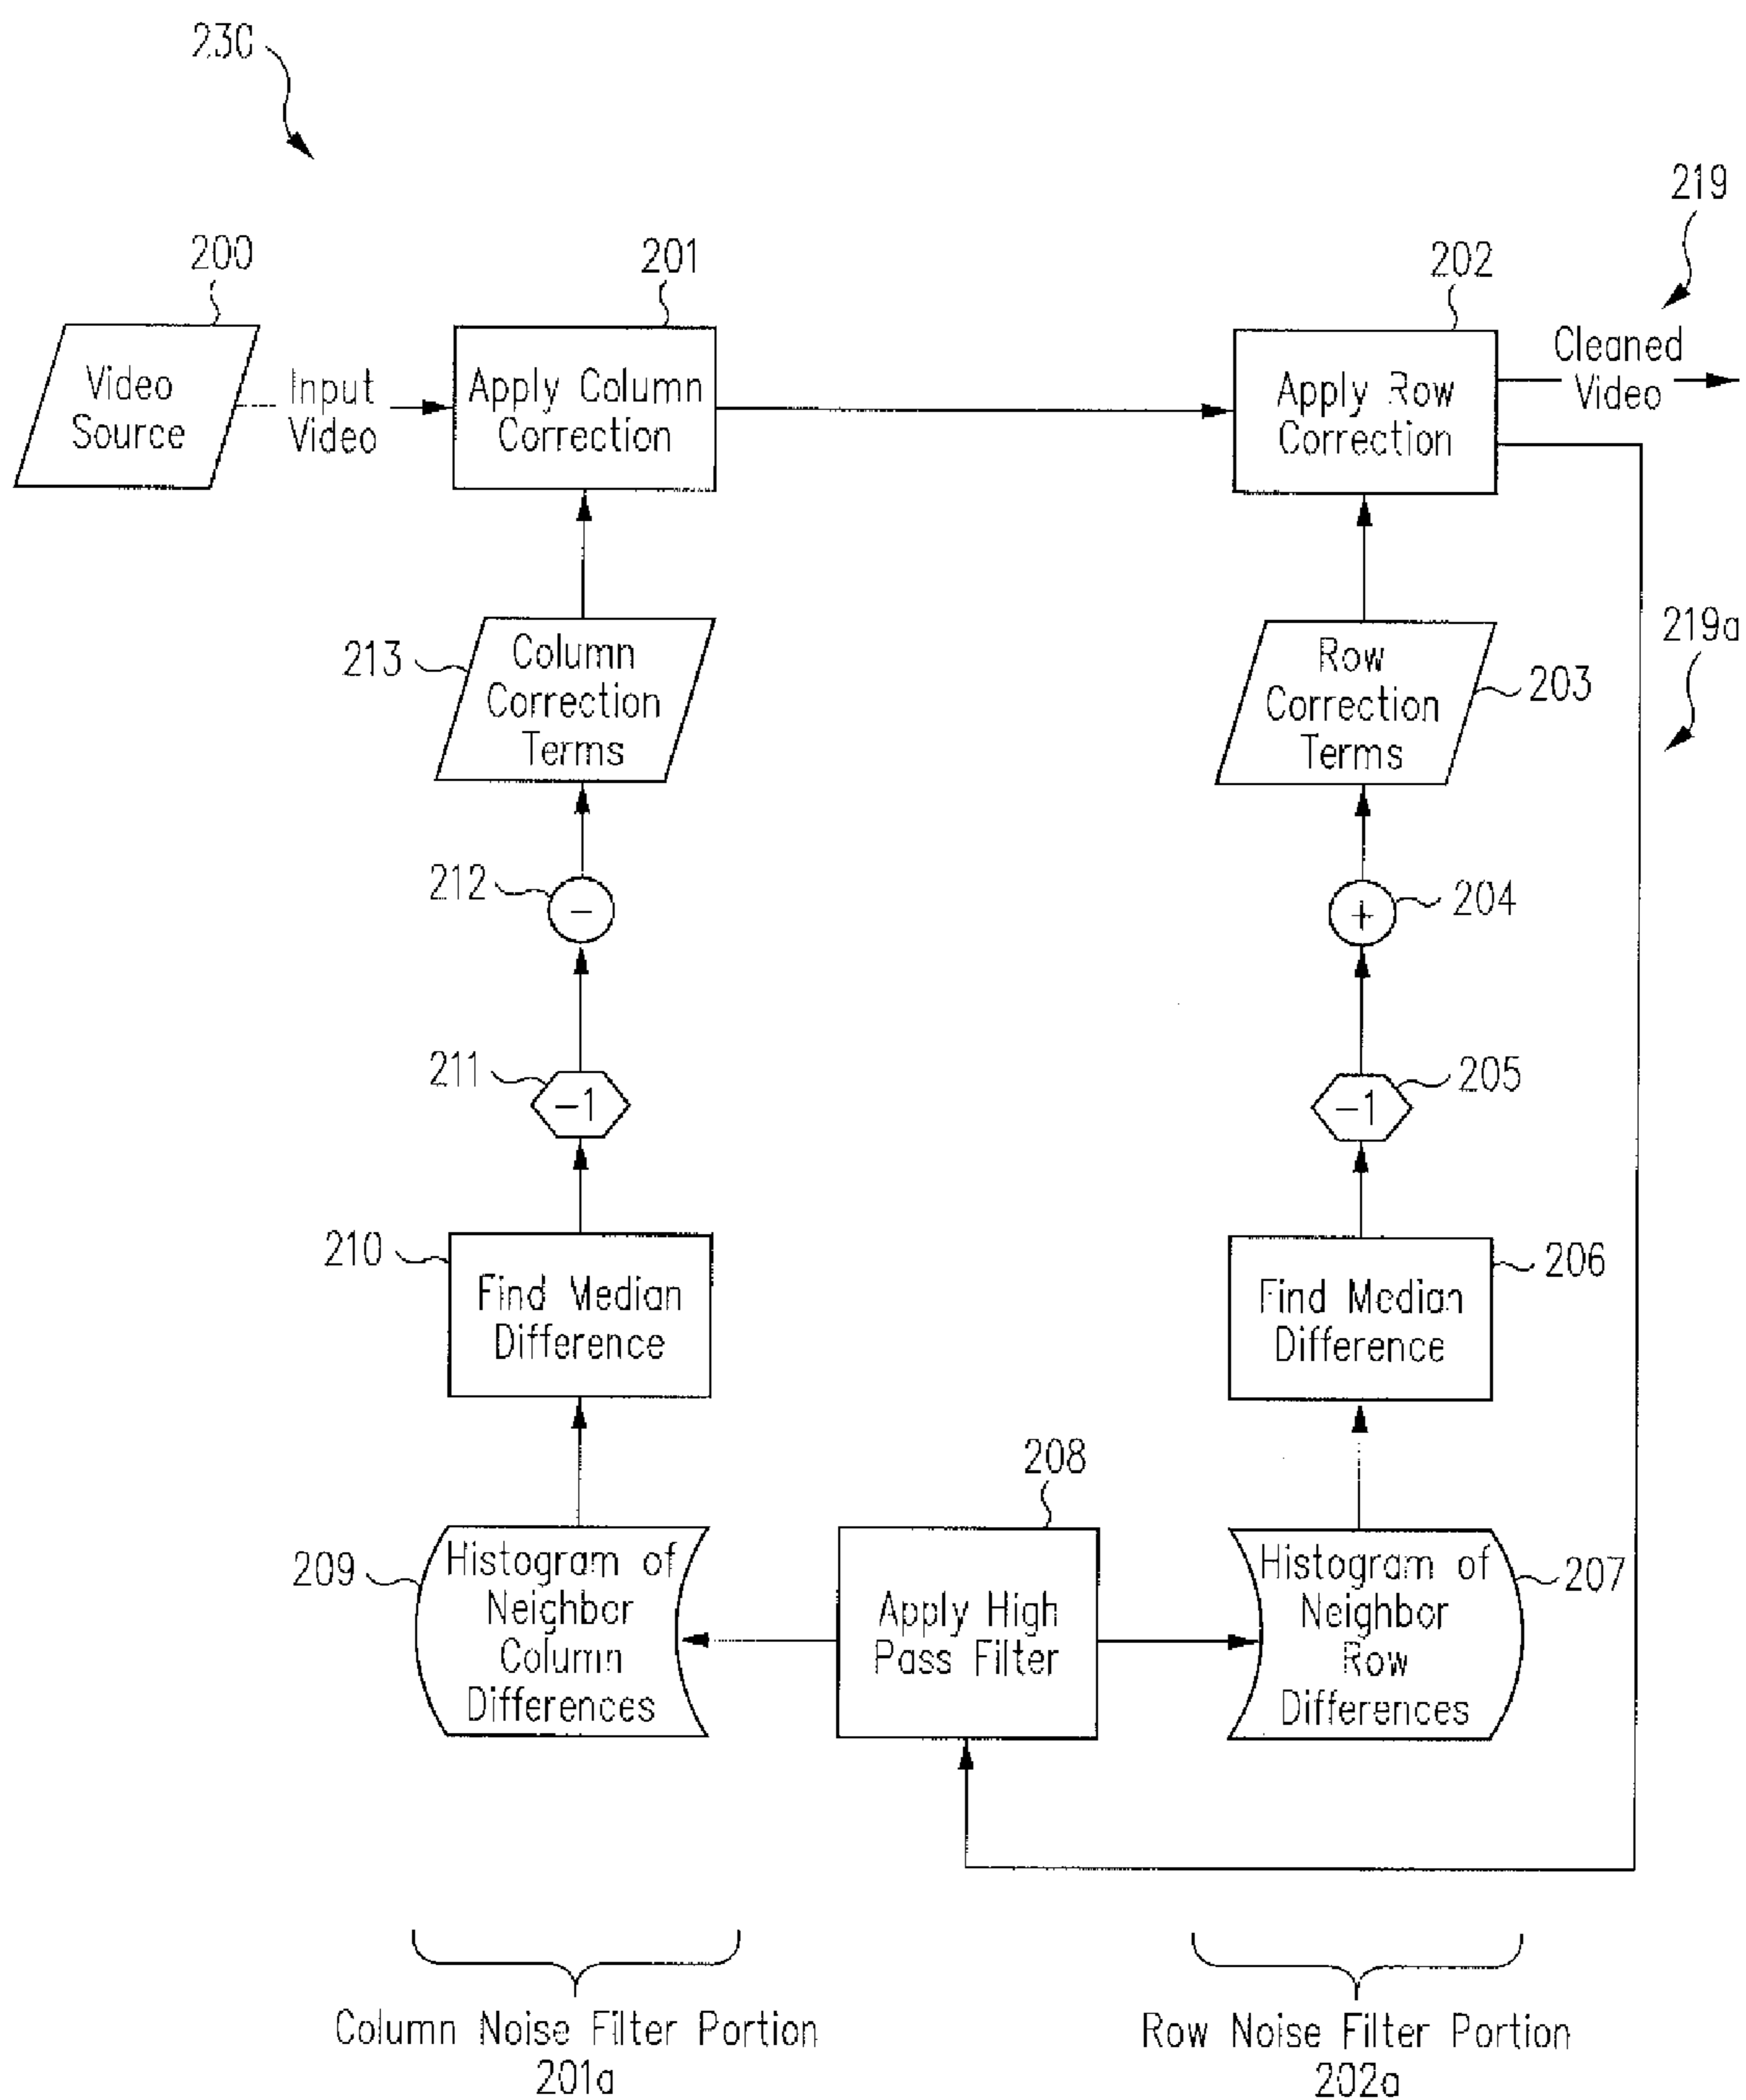 230
219
200
201
202
Video
Source
Input
Video
Apply Column
Correction
Apply Row
Correction
Cleaned
Video
219a
213
Column
Correction
Terms
Row
Correction
Terms
203
212
−
+
204
211
−1
−1
205
210
Find Median
Difference
Find Median
Difference
206
208
209
Histogram of
Neighbor
Column
Differences
Apply High
Pass Filter
Histogram of
Neighbor
Row
Differences
207
Column Noise Filter Portion
201a
Row Noise Filter Portion
202a